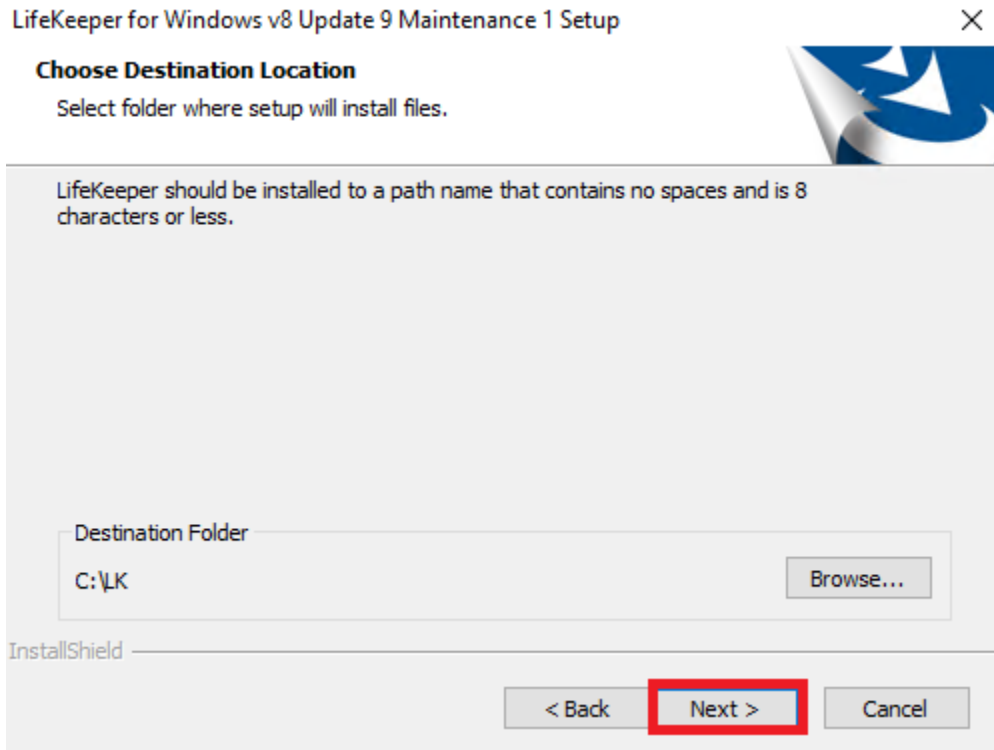 LifeKeeper for Windows v8 Update 9 Maintenance 1 Setup
Choose Destination Location
Select folder where setup will install files.
LifeKeeper should be installed to a path name that contains no spaces and is 8
characters or less.
Destination Folder
C:\LK
Browse...
InstallShield
< Back
Next >
Cancel